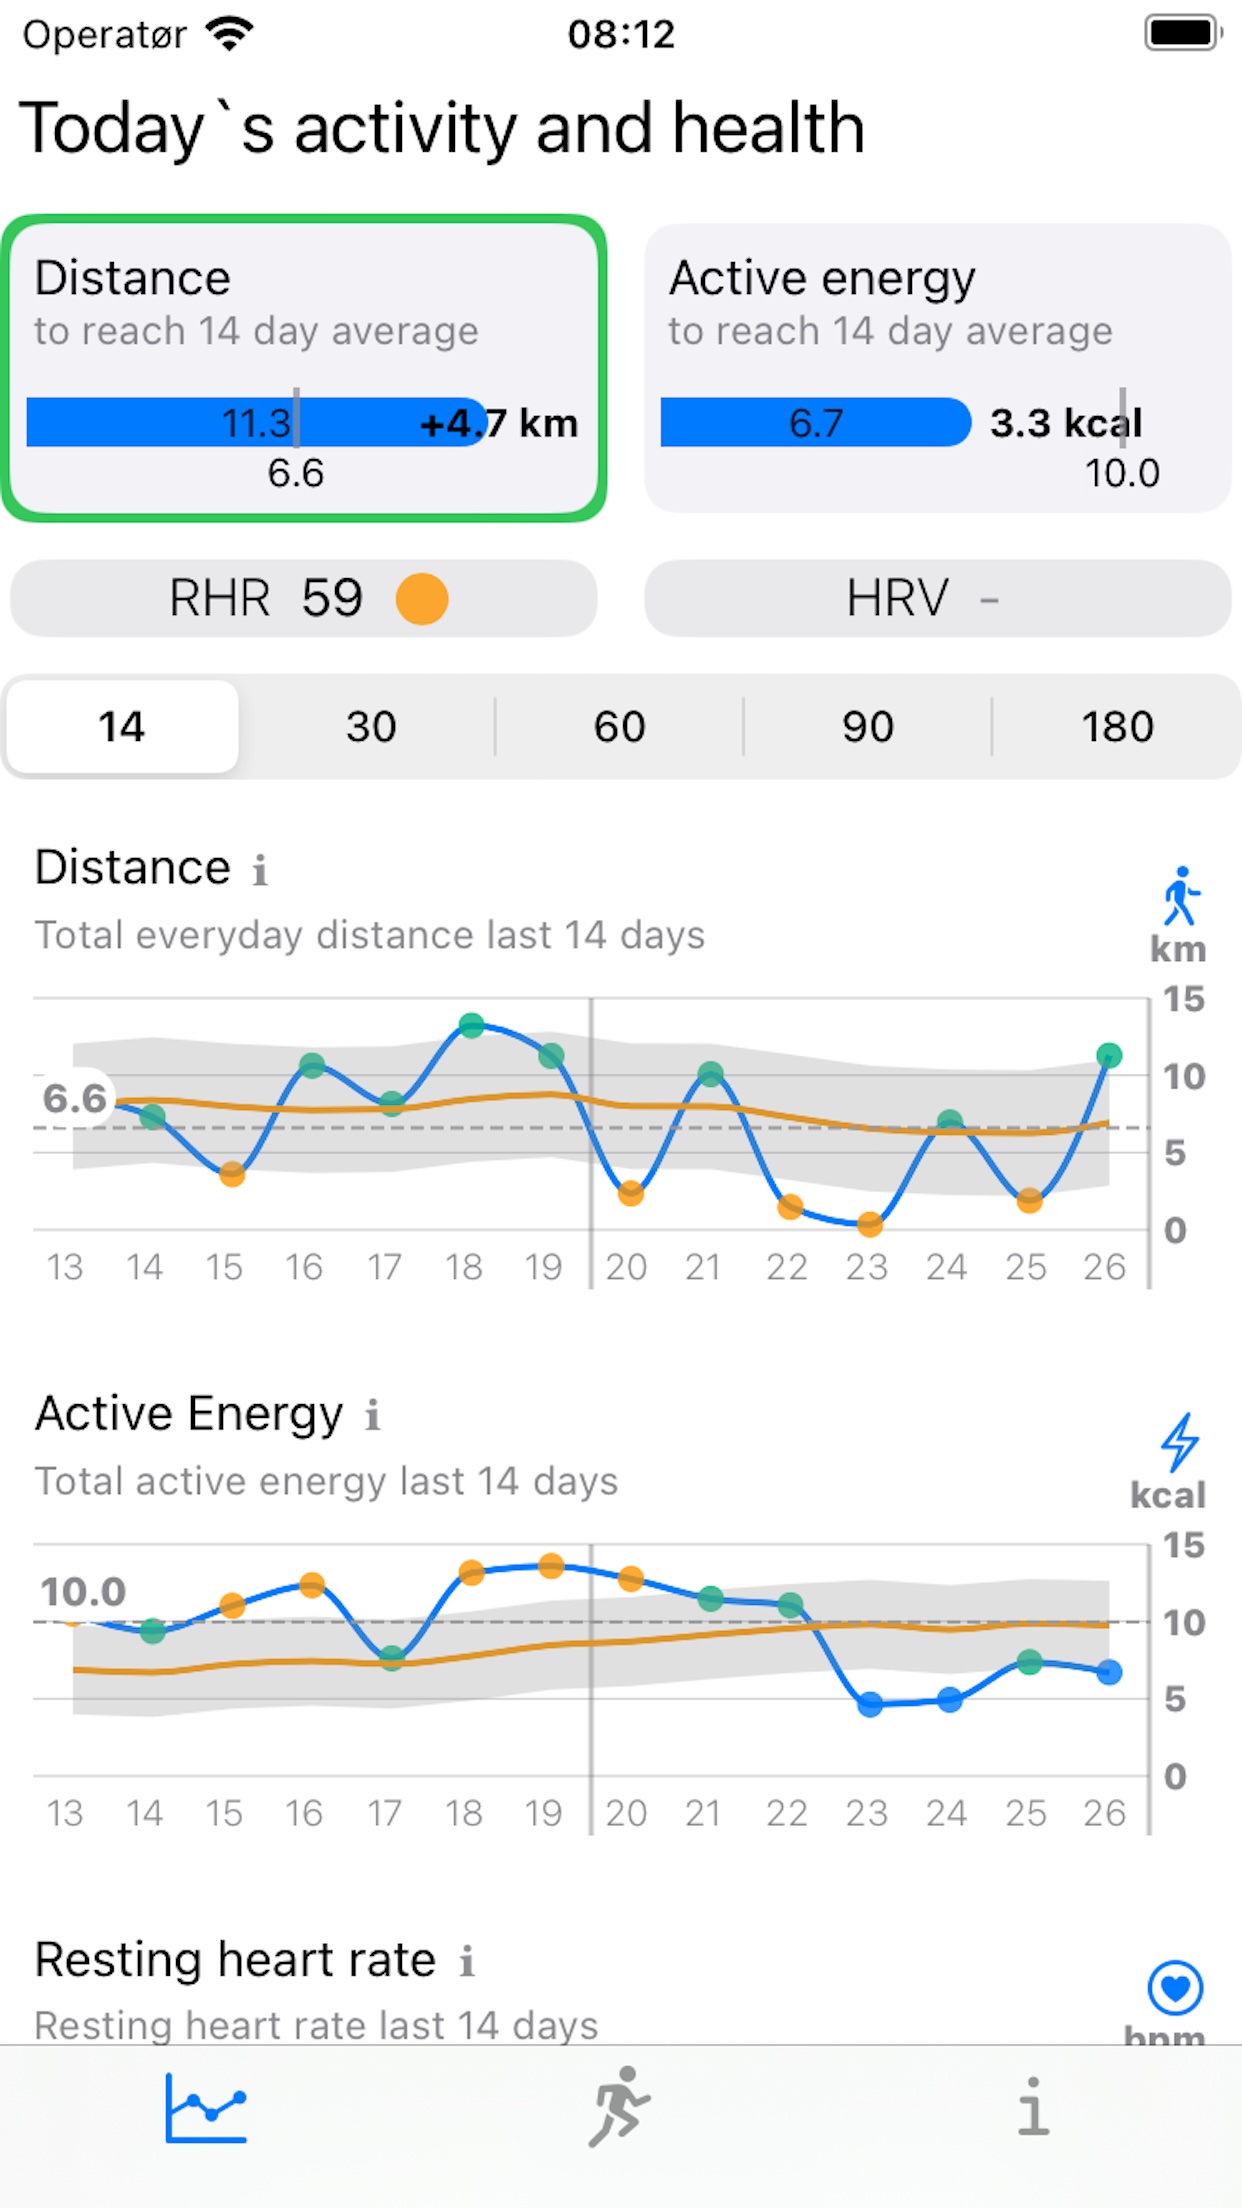 Operatør 08:12
Today`s activity and health
Distance
to reach 14 day average
11.3 +4.7 km
6.6
Active energy
to reach 14 day average
6.7 3.3 kcal
10.0
RHR 59
HRV -
14 30 60 90 180
Distance i
Total everyday distance last 14 days
km
15
10
6.6
5
0
13 14 15 16 17 18 19 20 21 22 23 24 25 26
Active Energy i
Total active energy last 14 days
kcal
15
10.0
10
5
0
13 14 15 16 17 18 19 20 21 22 23 24 25 26
Resting heart rate i
Resting heart rate last 14 days
bpm
i